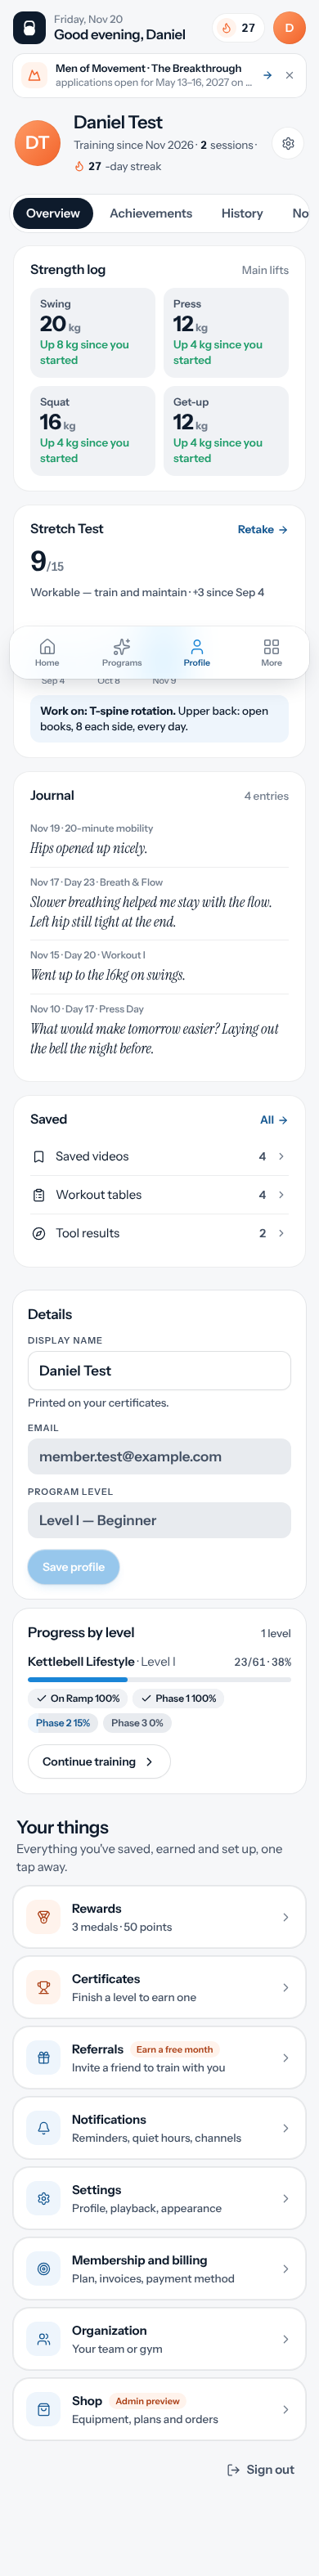 Friday, Nov 20
Good evening, Daniel
27
D
Men of Movement · The Breakthrough
applications open for May 13–16, 2027 on ...
DT
Daniel Test
Training since Nov 2026 · 2 sessions ·
27 -day streak
Overview
Achievements
History
No
Strength log
Main lifts
Swing
20 kg
Up 8 kg since you
started
Press
12 kg
Up 4 kg since you
started
Squat
16 kg
Up 4 kg since you
started
Get-up
12 kg
Up 4 kg since you
started
Stretch Test
Retake
9/15
Workable — train and maintain · +3 since Sep 4
Home
Programs
Profile
More
Sep 4
Oct 8
Nov 9
Work on: T-spine rotation. Upper back: open
books, 8 each side, every day.
Journal
4 entries
Nov 19 · 20-minute mobility
Hips opened up nicely.
Nov 17 · Day 23 · Breath & Flow
Slower breathing helped me stay with the flow.
Left hip still tight at the end.
Nov 15 · Day 20 · Workout I
Went up to the 16kg on swings.
Nov 10 · Day 17 · Press Day
What would make tomorrow easier? Laying out
the bell the night before.
Saved
All
Saved videos
4
Workout tables
4
Tool results
2
Details
DISPLAY NAME
Daniel Test
Printed on your certificates.
EMAIL
member.test@example.com
PROGRAM LEVEL
Level I — Beginner
Save profile
Progress by level
1 level
Kettlebell Lifestyle · Level I
23/61 · 38%
On Ramp 100%
Phase 1 100%
Phase 2 15%
Phase 3 0%
Continue training
Your things
Everything you've saved, earned and set up, one
tap away.
Rewards
3 medals · 50 points
Certificates
Finish a level to earn one
Referrals
Earn a free month
Invite a friend to train with you
Notifications
Reminders, quiet hours, channels
Settings
Profile, playback, appearance
Membership and billing
Plan, invoices, payment method
Organization
Your team or gym
Shop
Admin preview
Equipment, plans and orders
Sign out